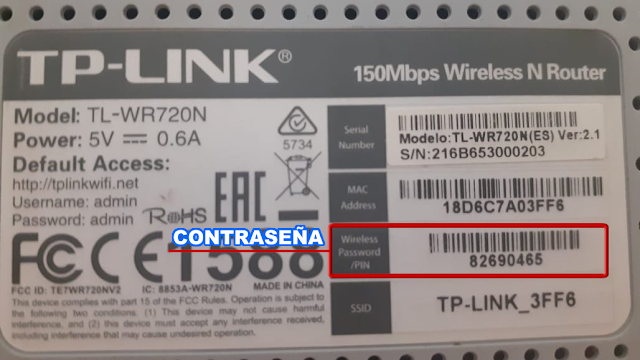 TP-LINK®
150Mbps Wireless N Router
Model: TL-WR720N
Power: 5V ⎓ 0.6A
Default Access:
http://tplinkwifi.net
Username: admin
Password: admin
RoHS
5734
EAC
FCC CE1588
CONTRASEÑA
FCC ID: TE7WR720NV2 IC: 8853A-WR720N MADE IN CHINA
This device complies with part 15 of the FCC Rules. Operation is subject to
the following two conditions: (1) This device may not cause harmful
interference, and (2) this device must accept any interference
received, including interference that may cause undesired operation.
Serial
Number
Modelo:TL-WR720N(ES) Ver:2.1
S/N:216B653000203
MAC
Address
18D6C7A03FF6
Wireless
Password
/PIN
82690465
SSID
TP-LINK_3FF6